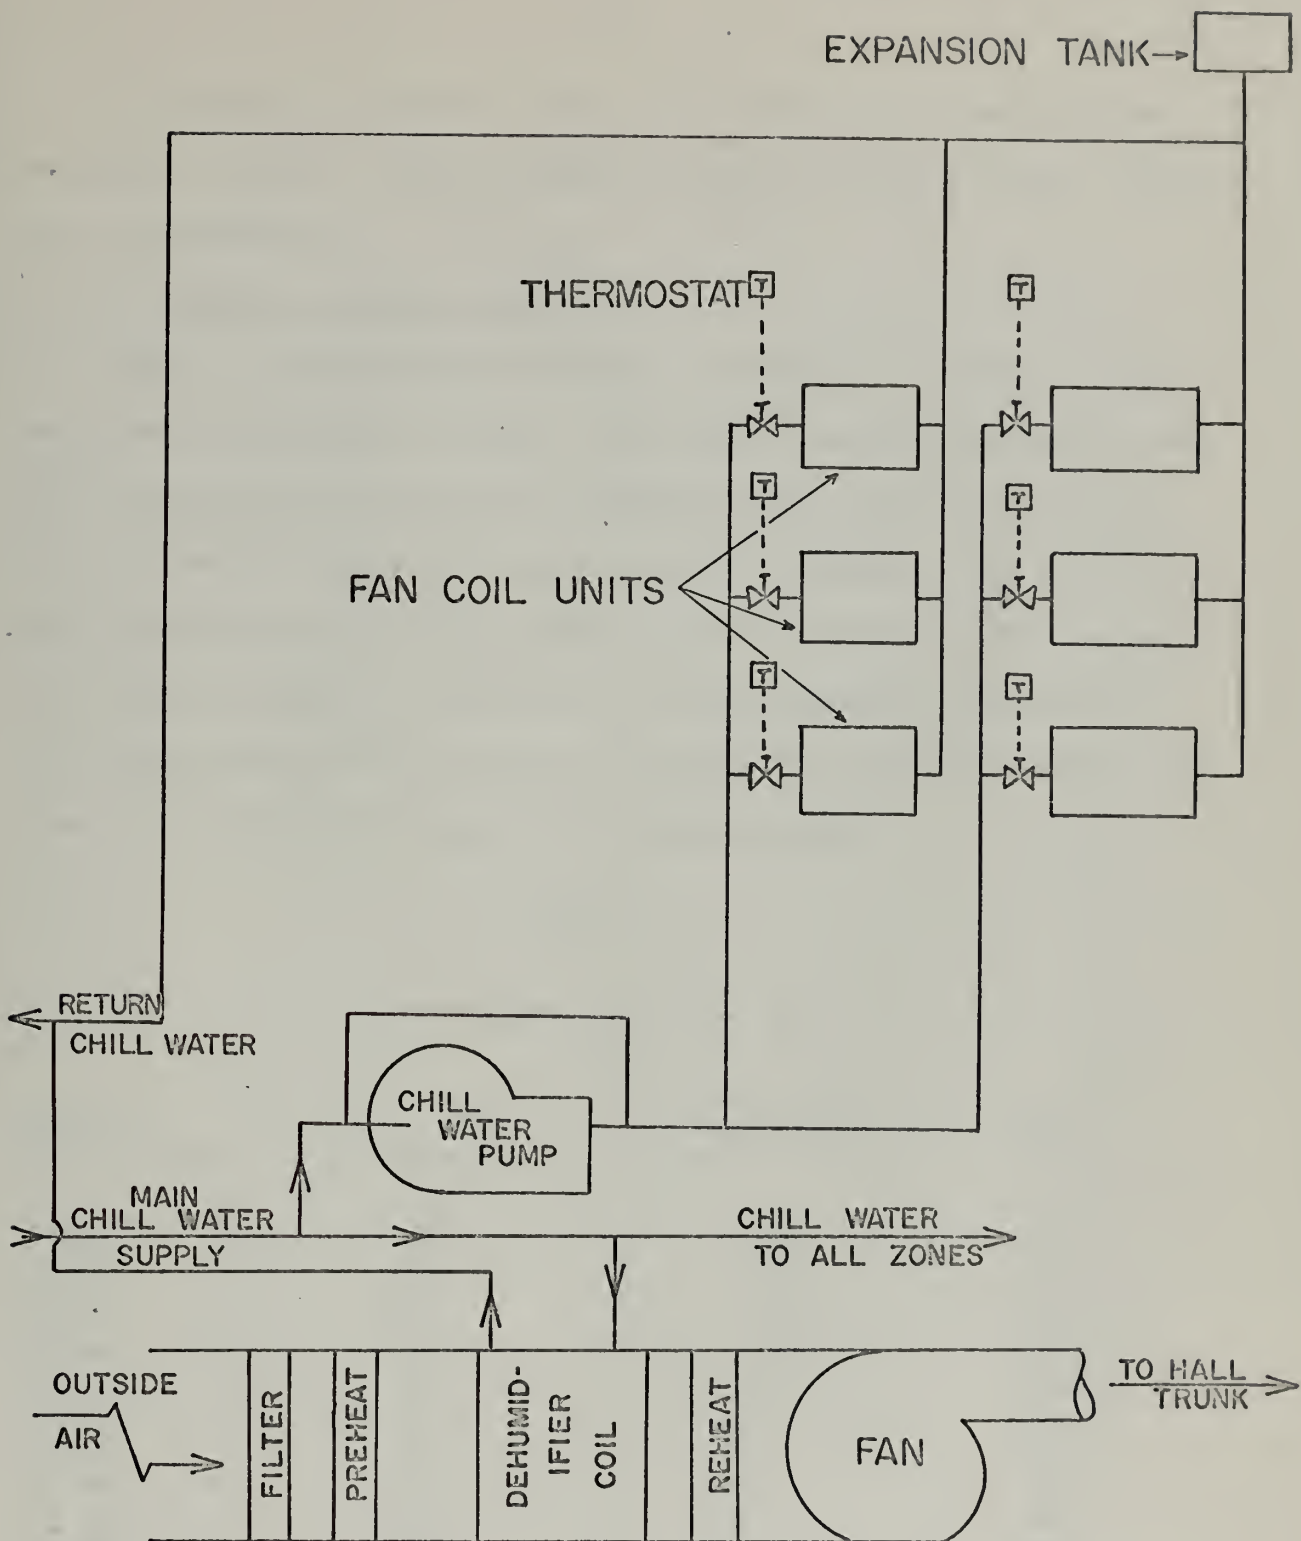 EXPANSION TANK
THERMOSTAT T
T
T
T
FAN COIL UNITS
T
T
RETURN
CHILL WATER
CHILL
WATER
PUMP
MAIN
CHILL WATER
SUPPLY
CHILL WATER
TO ALL ZONES
OUTSIDE
AIR
FILTER
PREHEAT
DEHUMID-
IFIER
COIL
REHEAT
FAN
TO HALL
TRUNK